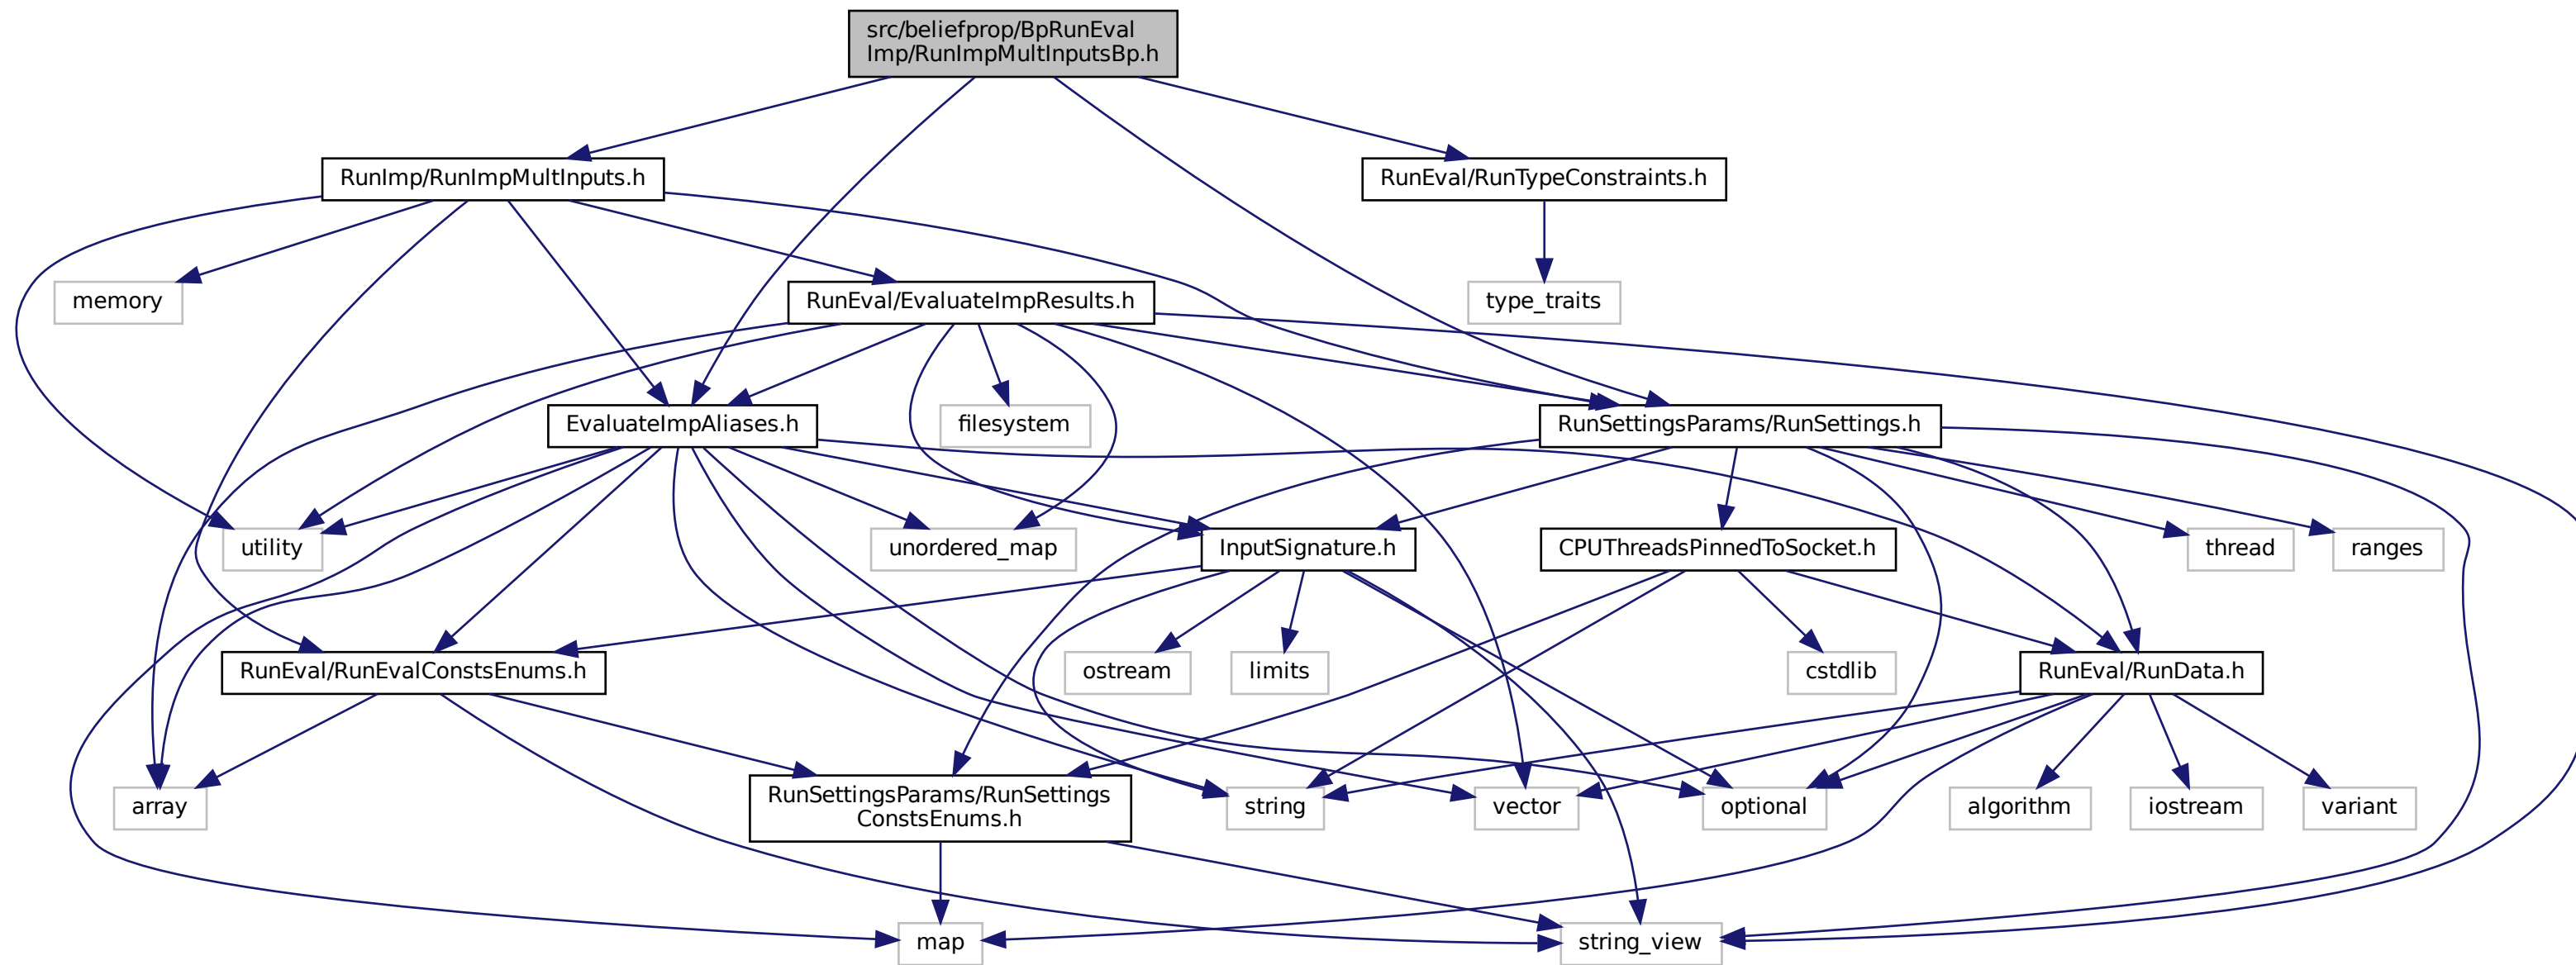 src/beliefprop/BpRunEval
Imp/RunImpMultInputsBp.h
RunImp/RunImpMultInputs.h
RunEval/RunTypeConstraints.h
memory
RunEval/EvaluateImpResults.h
type_traits
EvaluateImpAliases.h
filesystem
RunSettingsParams/RunSettings.h
utility
unordered_map
InputSignature.h
CPUThreadsPinnedToSocket.h
thread
ranges
RunEval/RunEvalConstsEnums.h
ostream
limits
cstdlib
RunEval/RunData.h
array
RunSettingsParams/RunSettings
ConstsEnums.h
string
vector
optional
algorithm
iostream
variant
map
string_view